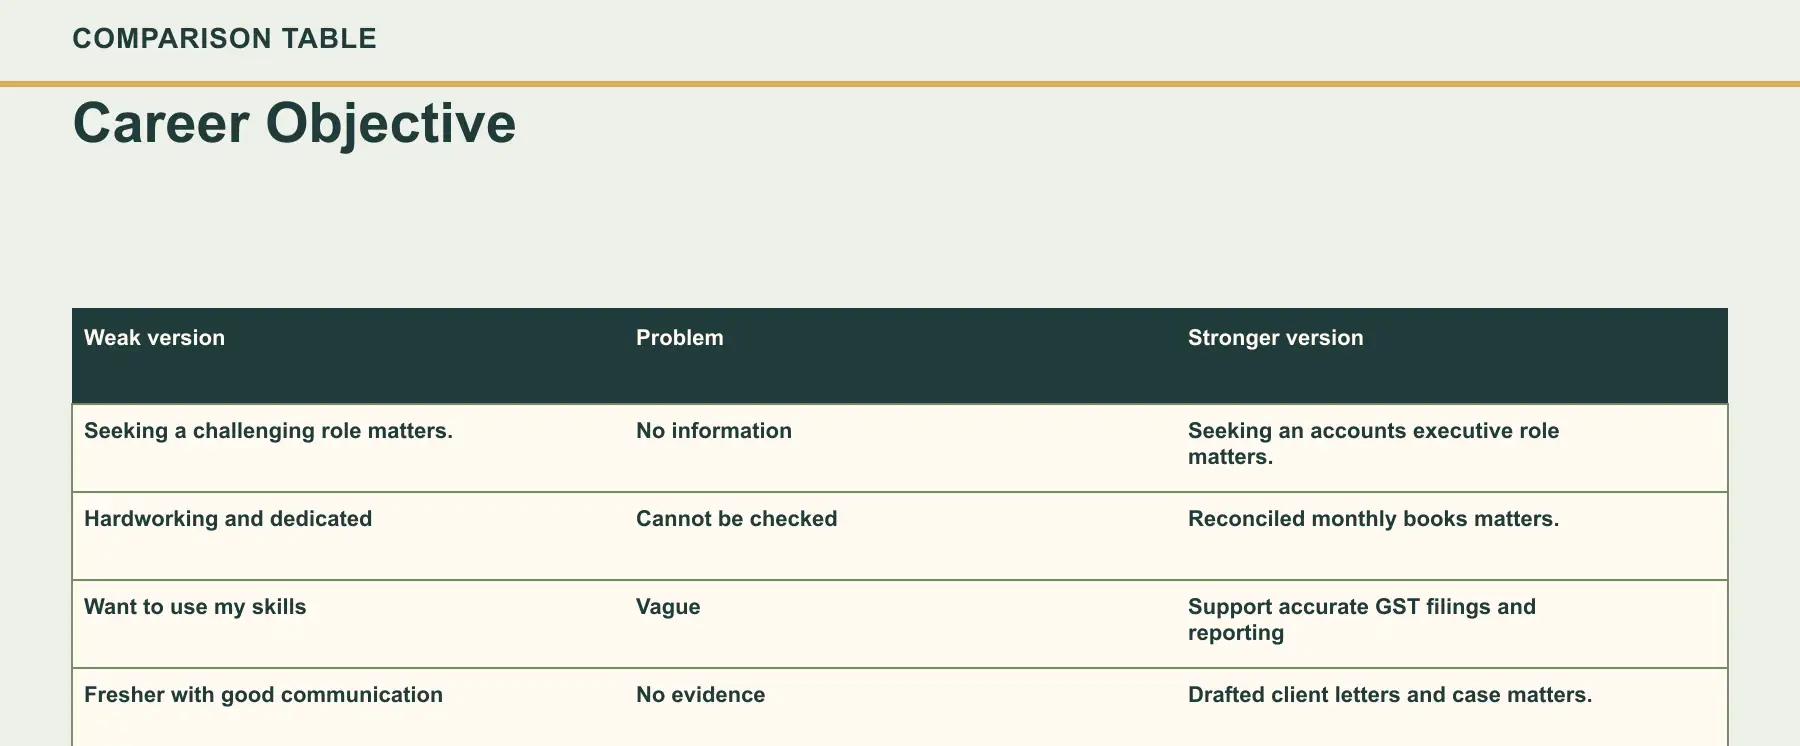 COMPARISON TABLE
Career Objective
Weak version
Problem
Stronger version
Seeking a challenging role matters.
No information
Seeking an accounts executive role
matters.
Hardworking and dedicated
Cannot be checked
Reconciled monthly books matters.
Want to use my skills
Vague
Support accurate GST filings and
reporting
Fresher with good communication
No evidence
Drafted client letters and case matters.